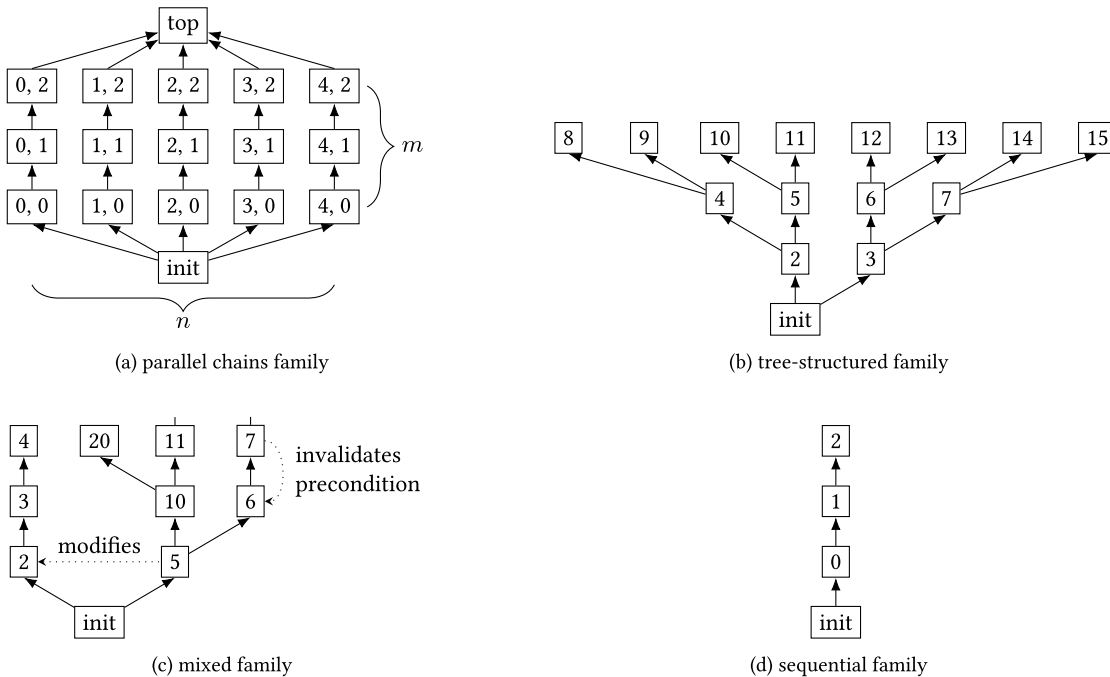 top
0, 2 1, 2 2, 2 3, 2 4, 2
0, 1 1, 1 2, 1 3, 1 4, 1
m
0, 0 1, 0 2, 0 3, 0 4, 0
init
n
(a) parallel chains family
8 9 10 11 12 13 14 15
4 5 6 7
2 3
init
(b) tree-structured family
4 20 11 7
invalidates
precondition
3 10 6
modifies
2 5
init
(c) mixed family
2
1
0
init
(d) sequential family